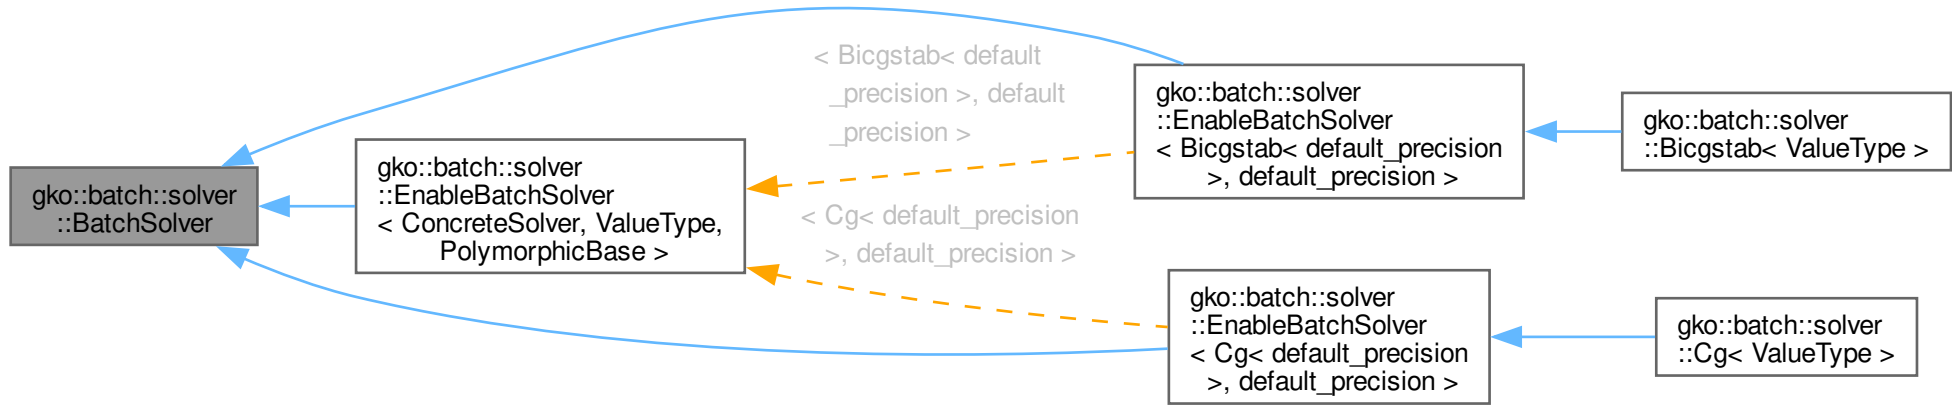 gko::batch::solver
::BatchSolver
gko::batch::solver
::EnableBatchSolver
< ConcreteSolver, ValueType,
PolymorphicBase >
< Bicgstab< default
_precision >, default
_precision >
< Cg< default_precision
>, default_precision >
gko::batch::solver
::EnableBatchSolver
< Bicgstab< default_precision
>, default_precision >
gko::batch::solver
::EnableBatchSolver
< Cg< default_precision
>, default_precision >
gko::batch::solver
::Bicgstab< ValueType >
gko::batch::solver
::Cg< ValueType >